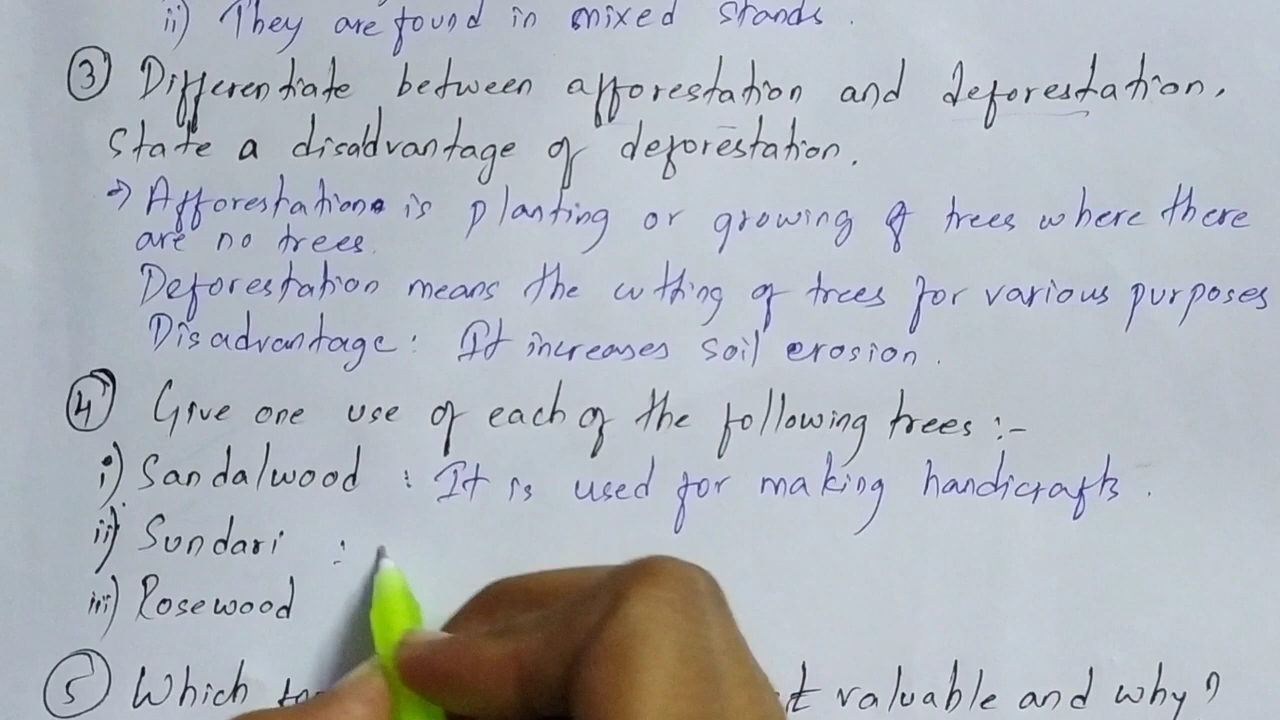 ii) They are found in mixed stands.
③ Differentiate between afforestation and deforestation.
State a disadvantage of deforestation.
→ Afforestation is planting or growing of trees where there
are no trees.
Deforestation means the cutting of trees for various purposes
Disadvantage: It increases soil erosion.
④ Give one use of each of the following trees :-
i) Sandalwood : It is used for making handicrafts.
ii) Sundari :
iii) Rosewood
⑤ Which valuable and why?